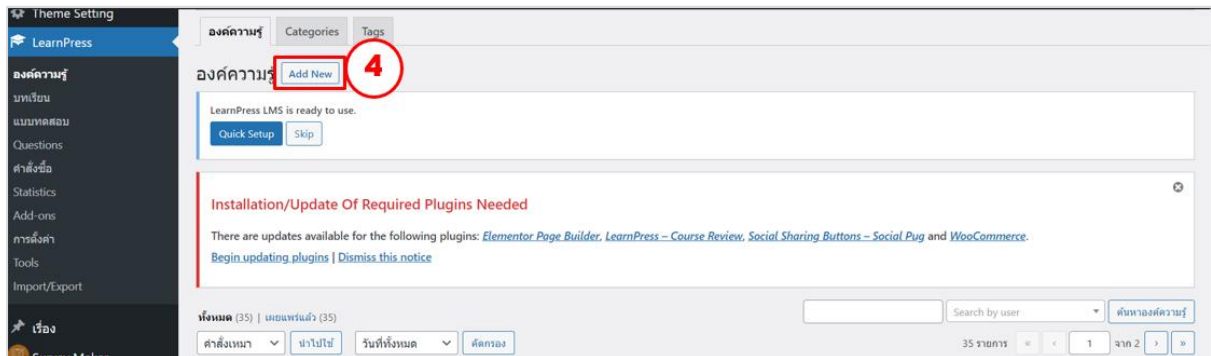 Theme Setting
LearnPress
องค์ความรู้
บทเรียน
แบบทดสอบ
Questions
คำสั่งซื้อ
Statistics
Add-ons
การตั้งค่า
Tools
Import/Export
เรื่อง
องค์ความรู้ Categories Tags
องค์ความรู้ Add New 4
LearnPress LMS is ready to use.
Quick Setup Skip
Installation/Update Of Required Plugins Needed
There are updates available for the following plugins: Elementor Page Builder, LearnPress – Course Review, Social Sharing Buttons – Social Pug and WooCommerce.
Begin updating plugins | Dismiss this notice
ทั้งหมด (35) | เผยแพร่แล้ว (35)
Search by user ค้นหาองค์ความรู้
คำสั่งเหมา นำไปใช้ วันที่ทั้งหมด คัดกรอง 35 รายการ « ‹ 1 จาก 2 › »